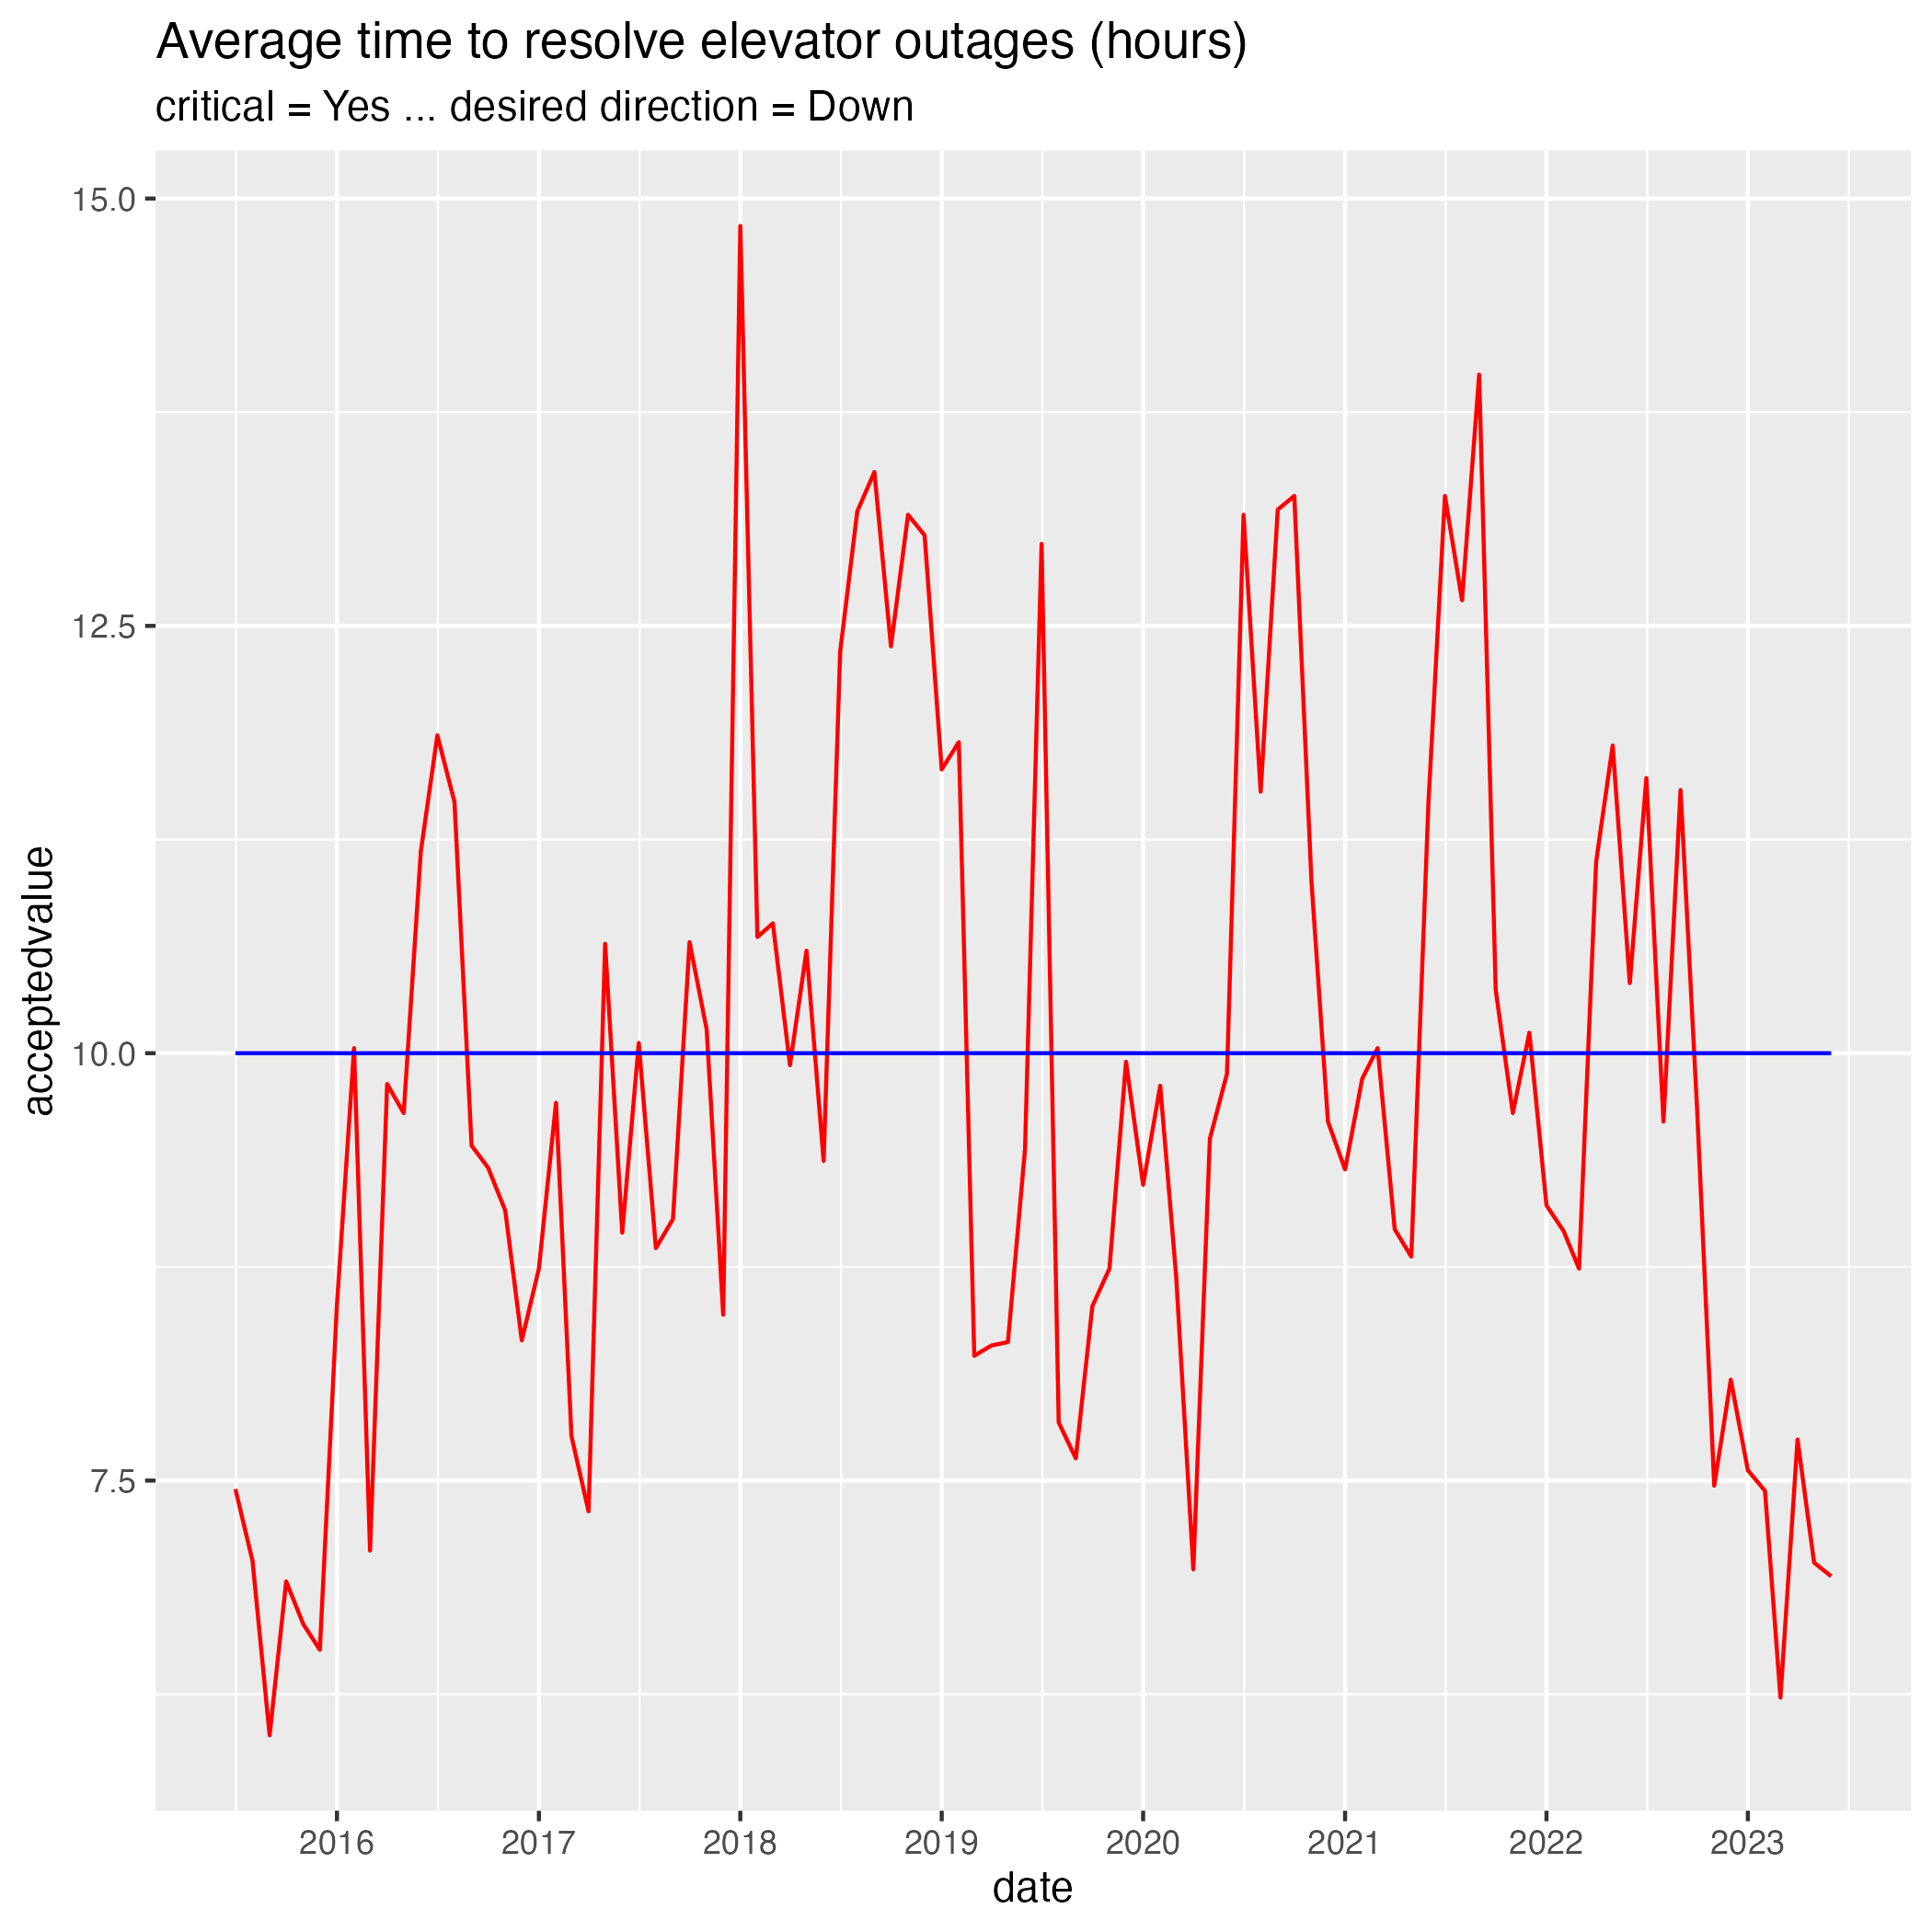 Average time to resolve elevator outages (hours)
critical = Yes ... desired direction = Down
acceptedvalue
15.0
12.5
10.0
7.5
2016 2017 2018 2019 2020 2021 2022 2023
date